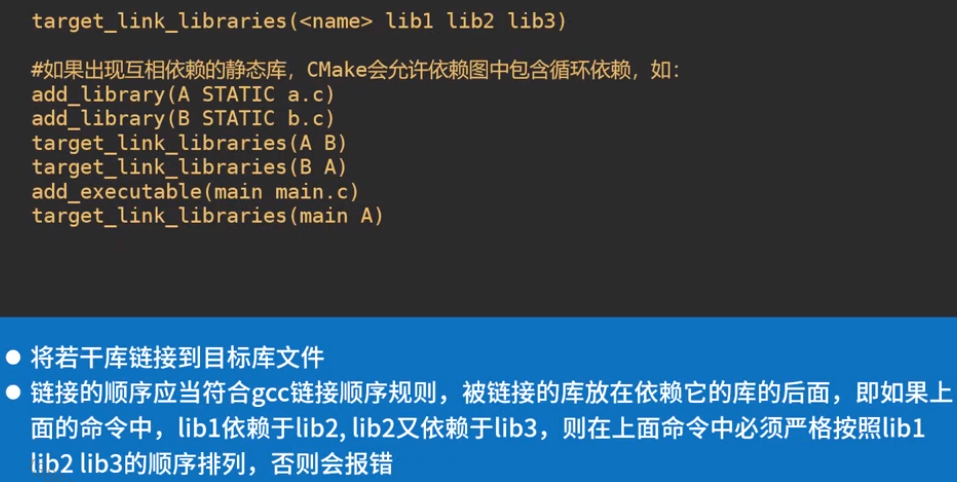 target_link_libraries(<name> lib1 lib2 lib3)
#如果出现互相依赖的静态库，CMake会允许依赖图中包含循环依赖，如：
add_library(A STATIC a.c)
add_library(B STATIC b.c)
target_link_libraries(A B)
target_link_libraries(B A)
add_executable(main main.c)
target_link_libraries(main A)
● 将若干库链接到目标库文件
● 链接的顺序应当符合gcc链接顺序规则，被链接的库放在依赖它的库的后面，即如果上
面的命令中，lib1依赖于lib2, lib2又依赖于lib3，则在上面命令中必须严格按照lib1
lib2 lib3的顺序排列，否则会报错